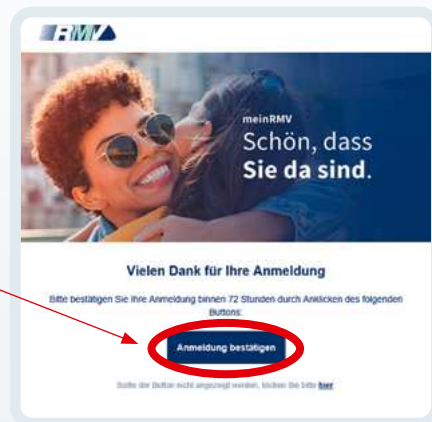 RMV
meinRMV
Schön, dass
Sie da sind.
Vielen Dank für Ihre Anmeldung
Bitte bestätigen Sie Ihre Anmeldung binnen 72 Stunden durch Anklicken des folgenden
Buttons:
Anmeldung bestätigen
Sollte der Button nicht angezeigt werden, klicken Sie bitte hier